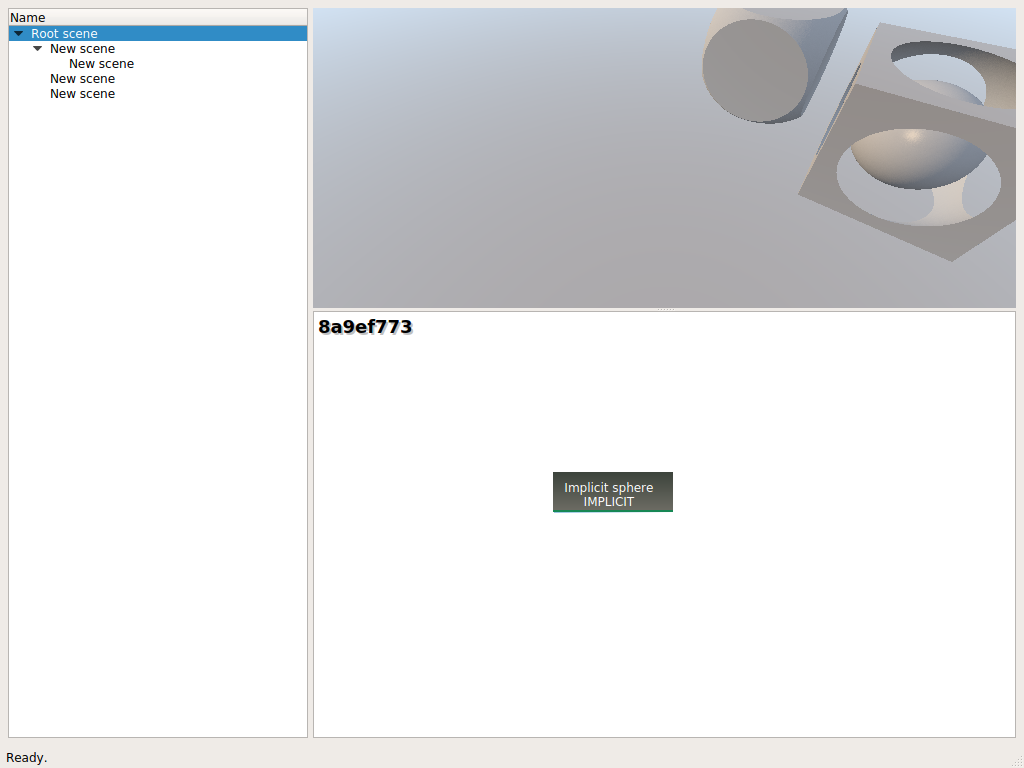 Name
Root scene
New scene
New scene
New scene
New scene
8a9ef773
Implicit sphere
IMPLICIT
Ready.